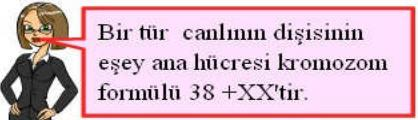 Bir tür canlının dişisinin
eşey ana hücresi kromozom
formülü 38 +XX'tir.